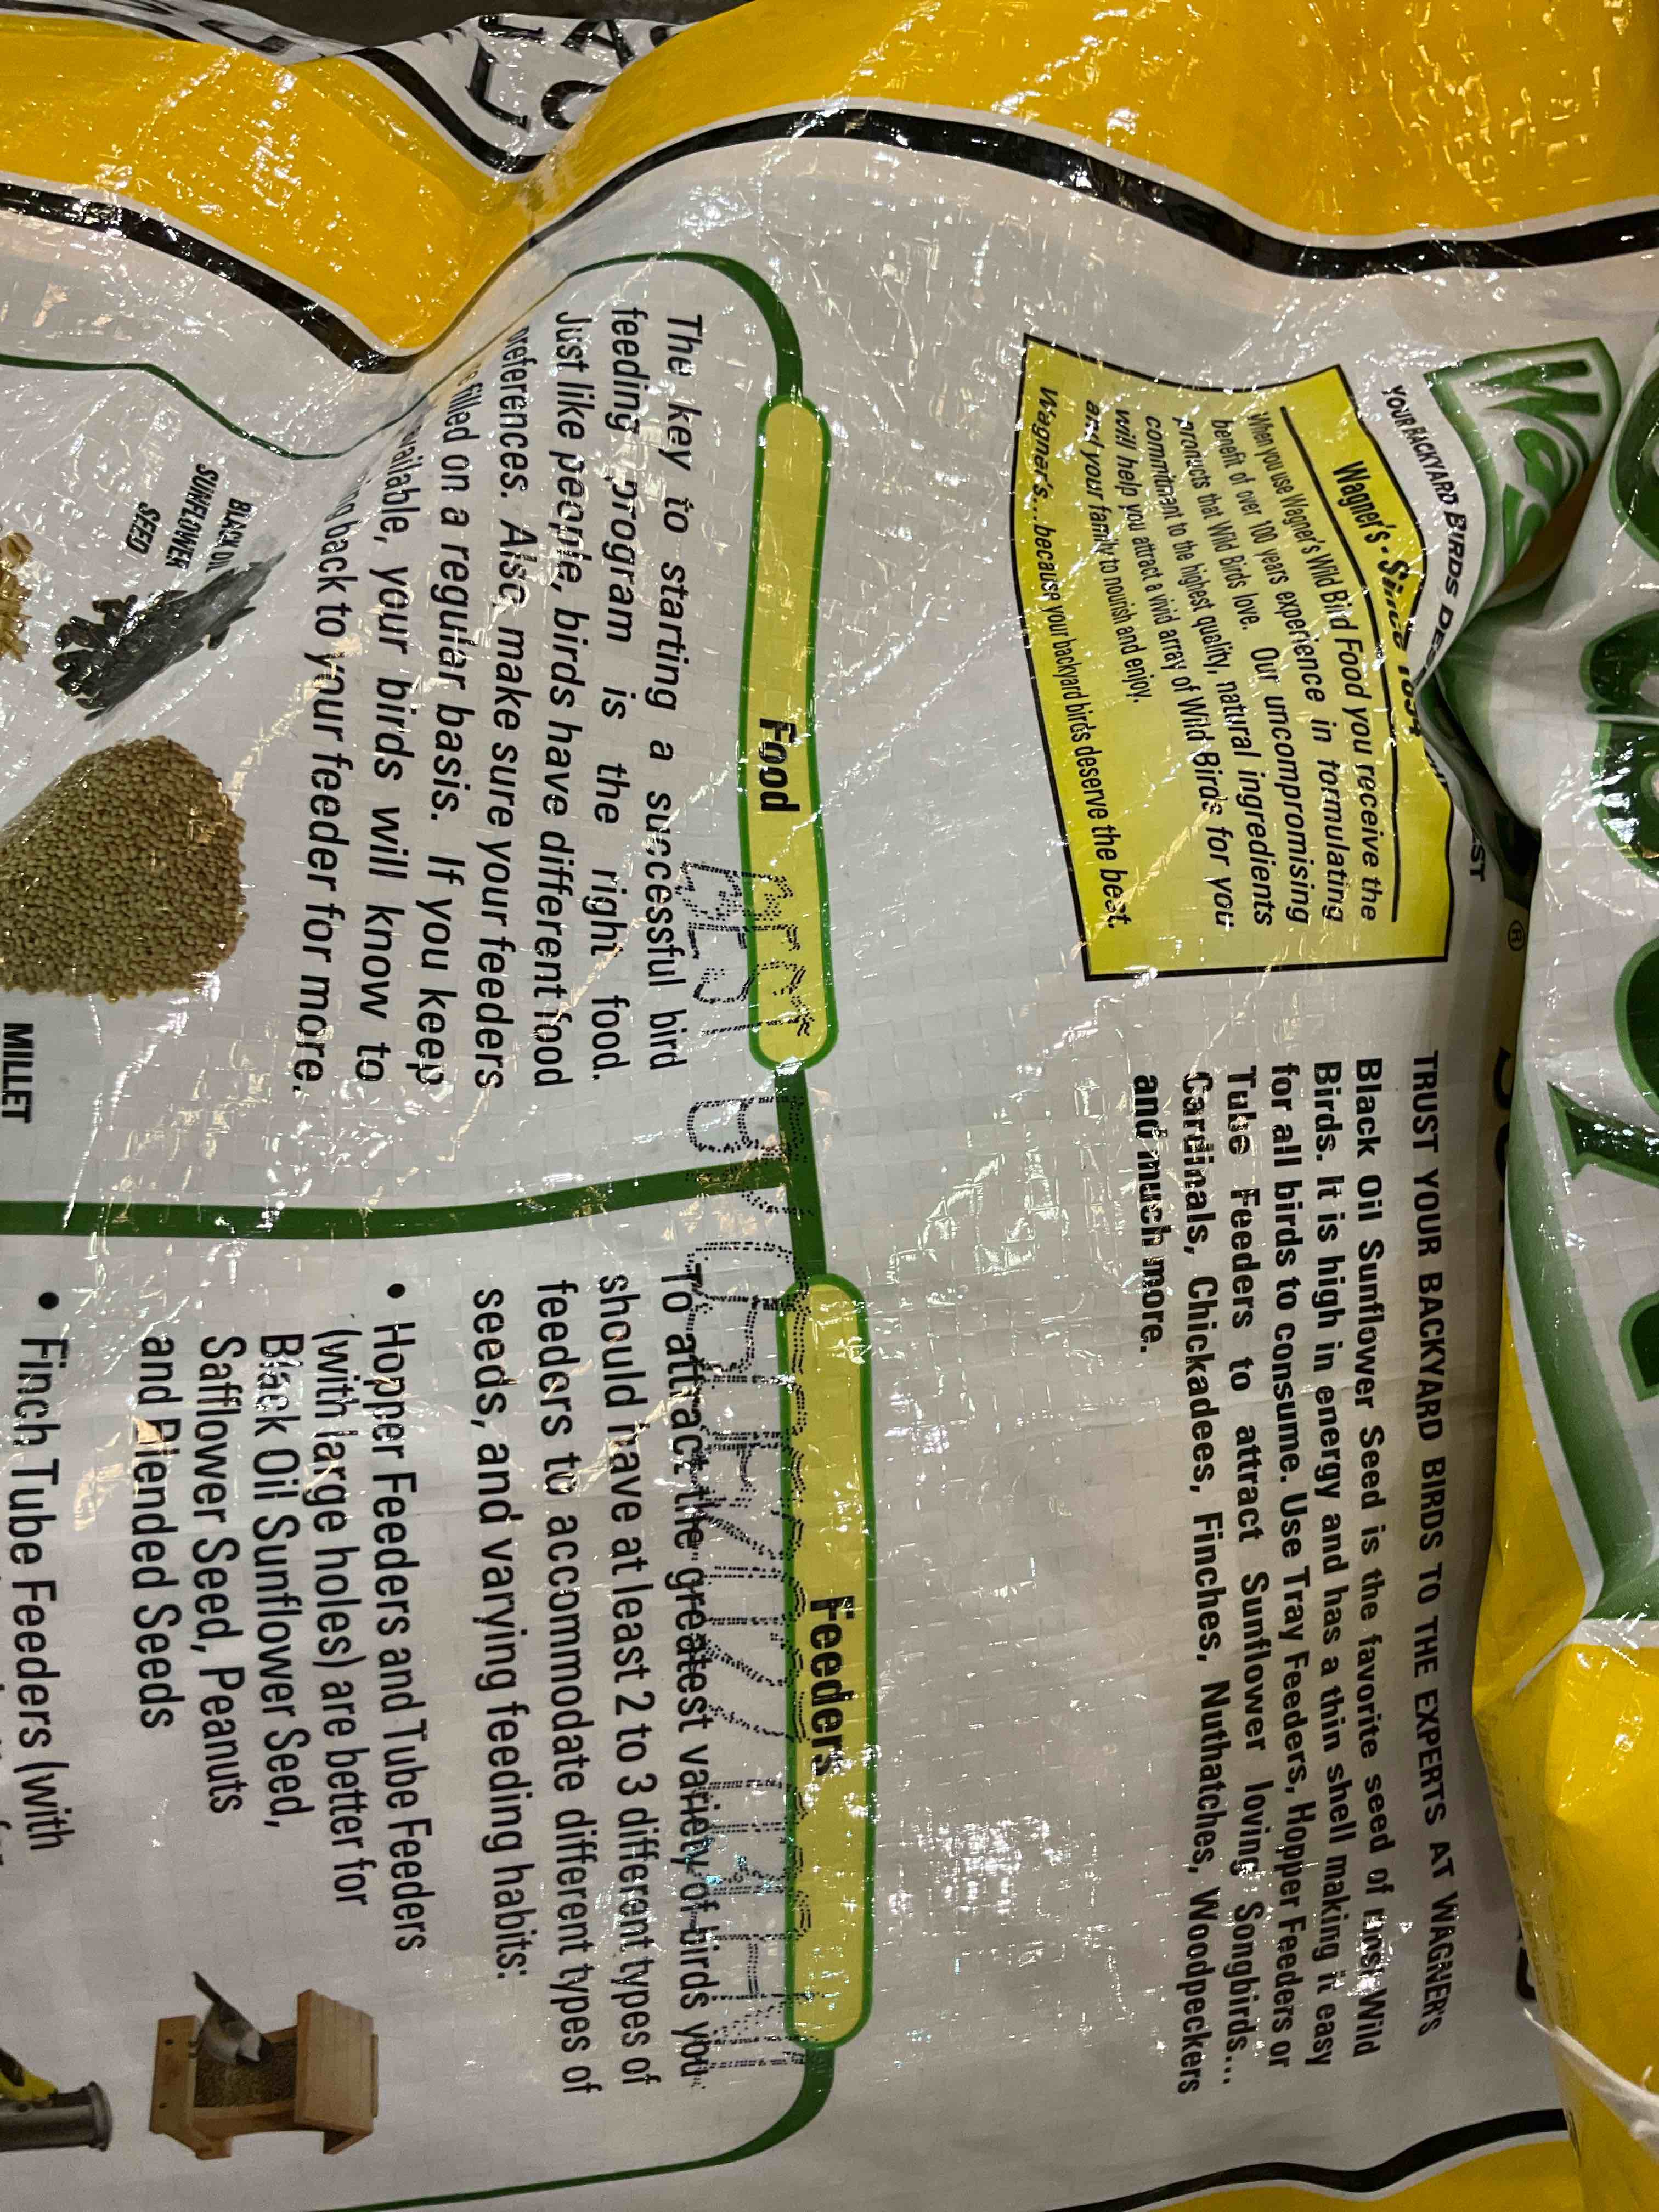 YOUR BACKYARD BIRDS
Wagner's - Since 1894
When you use Wagner's Wild Bird Food you receive the
benefit of over 100 years experience in formulating
products that Wild Birds love. Our uncompromising
commitment to the highest quality, natural ingredients
will help you attract a vivid array of Wild Birds for you
and your family to nourish and enjoy.
Wagner's... because your backyard birds deserve the best.
TRUST YOUR BACKYARD BIRDS TO THE EXPERTS AT WAGNER'S
Black Oil Sunflower Seed is the favorite seed of most Wild
Birds. It is high in energy and has a thin shell making it easy
for all birds to consume. Use Tray Feeders, Hopper Feeders or
Tube Feeders to attract Sunflower loving Songbirds...
Cardinals, Chickadees, Finches, Nuthatches, Woodpeckers
and much more.
Food
The key to starting a successful bird
feeding program is the right food.
Just like people, birds have different food
preferences. Also, make sure your feeders
filled on a regular basis. If you keep
available, your birds will know to
back to your feeder for more.
BLACK OIL
SUNFLOWER
SEED
MILLET
Feeders
To attract the greatest variety of birds you
should have at least 2 to 3 different types of
feeders to accommodate different types of
seeds, and varying feeding habits:
• Hopper Feeders and Tube Feeders
(with large holes) are better for
Black Oil Sunflower Seed,
Safflower Seed, Peanuts
and Blended Seeds
• Finch Tube Feeders (with